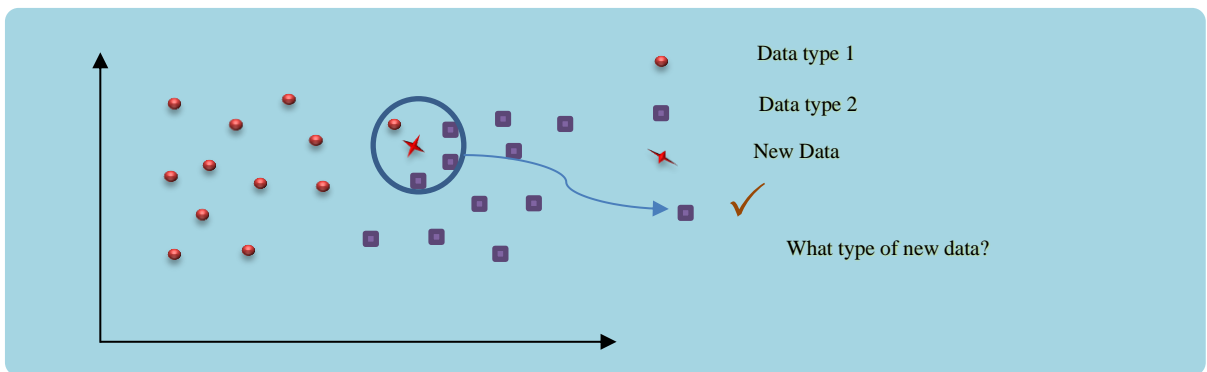 Data type 1
Data type 2
New Data
What type of new data?